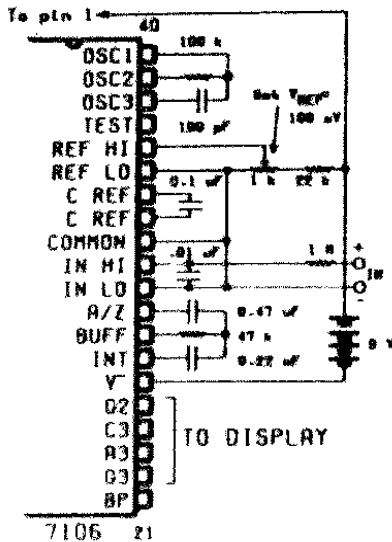 To pin 1
40
OSC1
100 k
OSC2
OSC3
TEST
100 pF
Set VREF=
100 mV
REF HI
REF LO
1 k
22 k
C REF
0.1 uF
C REF
COMMON
.01 uF
IN HI
1 M
+
IN
IN LO
-
A/Z
0.47 uF
BUFF
47 k
INT
0.22 uF
9 V
V-
G2
C3
A3
G3
TO DISPLAY
BP
7106
21